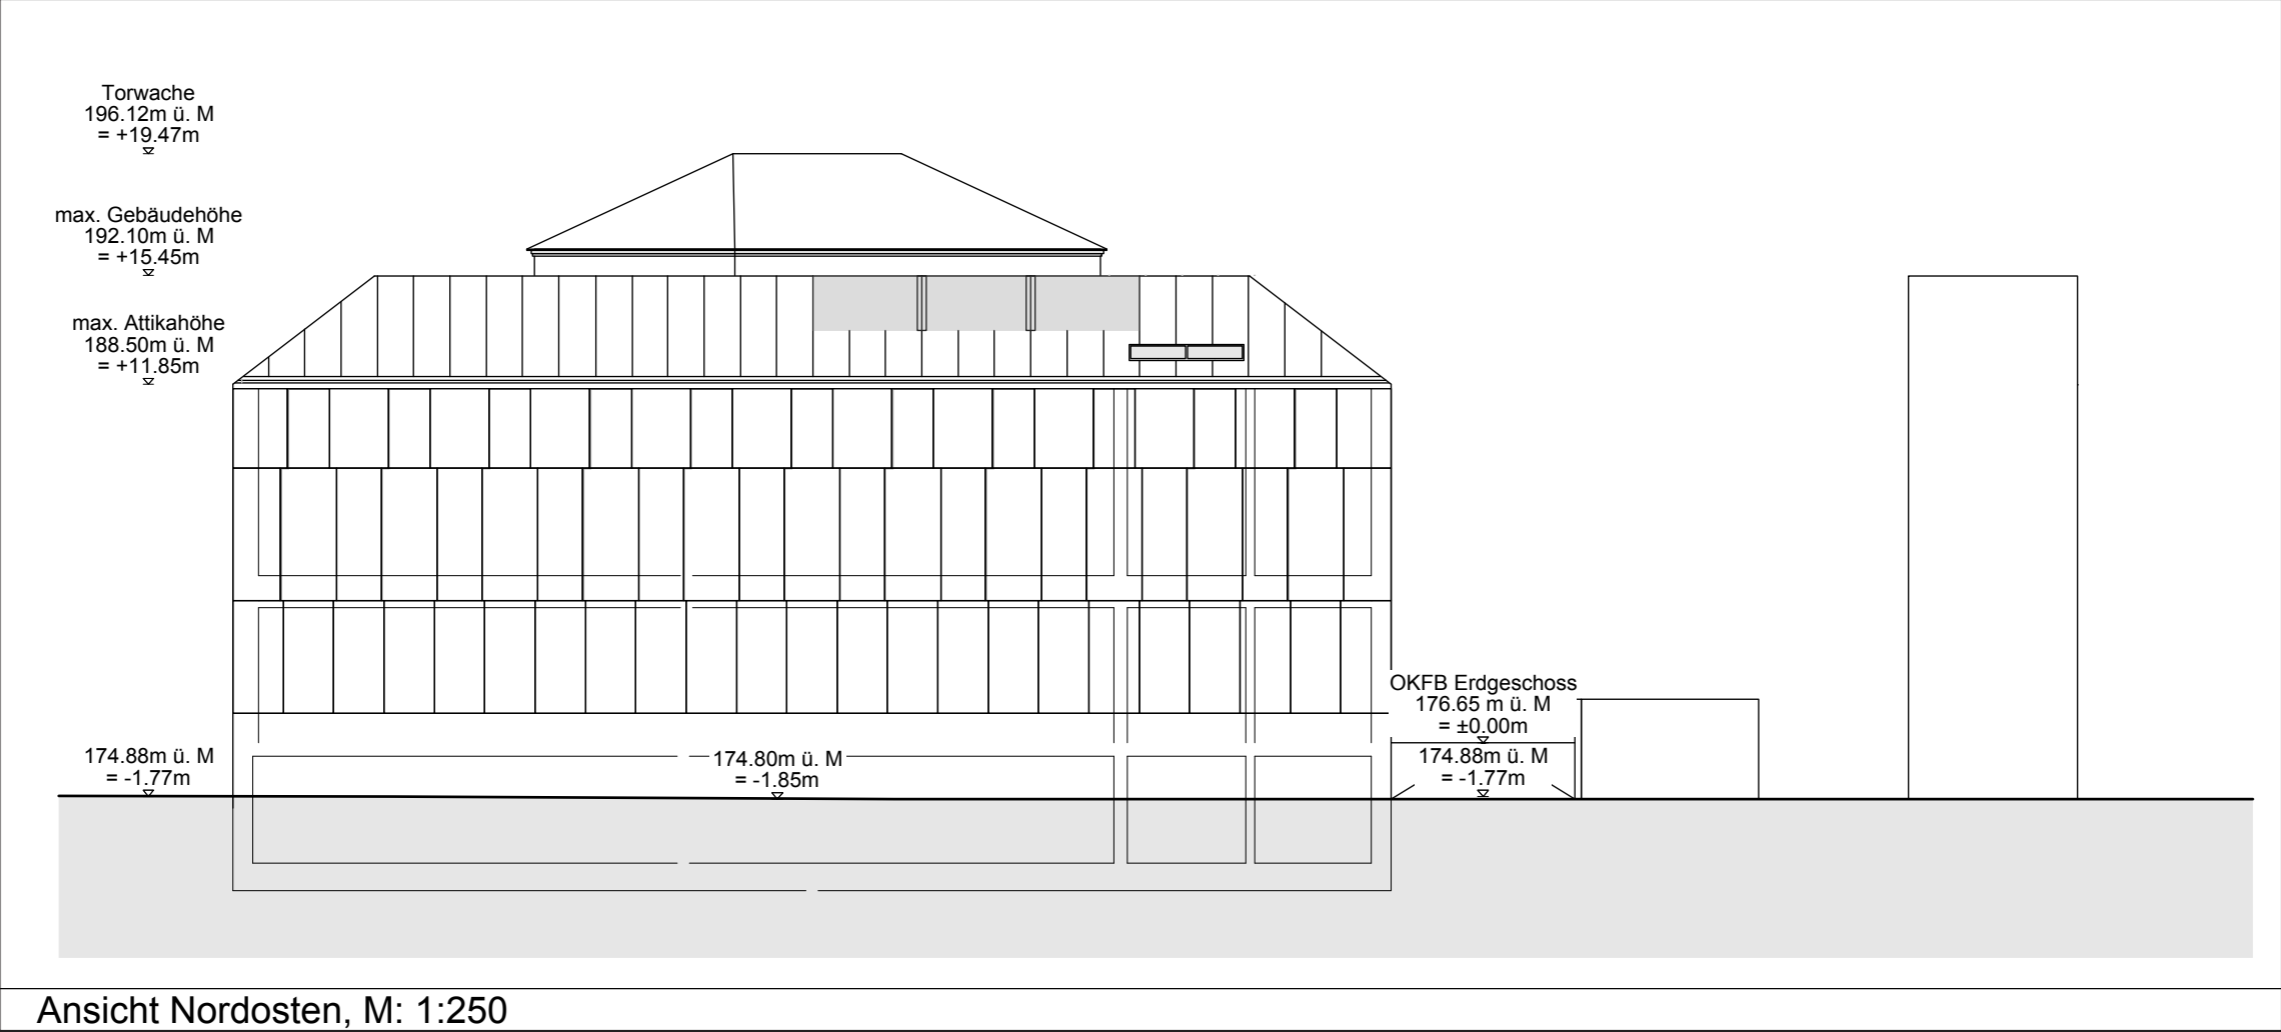 Torwache
196.12m ü. M
= +19.47m
max. Gebäudehöhe
192.10m ü. M
= +15.45m
max. Attikahöhe
188.50m ü. M
= +11.85m
OKFB Erdgeschoss
176.65 m ü. M
= ±0.00m
174.88m ü. M
= -1.77m
174.80m ü. M
= -1.85m
174.88m ü. M
= -1.77m
Ansicht Nordosten, M: 1:250